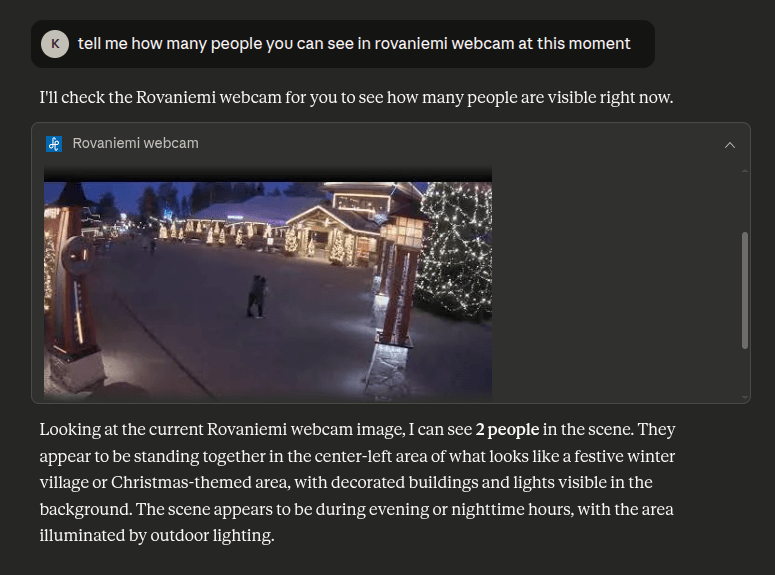 K
tell me how many people you can see in rovaniemi webcam at this moment
I'll check the Rovaniemi webcam for you to see how many people are visible right now.
Rovaniemi webcam
Looking at the current Rovaniemi webcam image, I can see 2 people in the scene. They
appear to be standing together in the center-left area of what looks like a festive winter
village or Christmas-themed area, with decorated buildings and lights visible in the
background. The scene appears to be during evening or nighttime hours, with the area
illuminated by outdoor lighting.